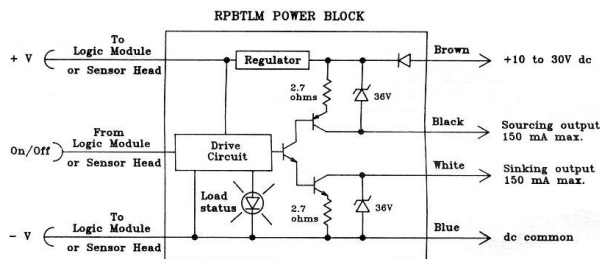 RPBTLM POWER BLOCK
+ V
To
Logic Module
or Sensor Head
Regulator
Brown
+10 to 30V dc
2.7
ohms
36V
Black
Sourcing output
150 mA max.
On/Off
From
Logic Module
or Sensor Head
Drive
Circuit
White
Sinking output
150 mA max.
Load
status
2.7
ohms
36V
- V
To
Logic Module
or Sensor Head
Blue
dc common